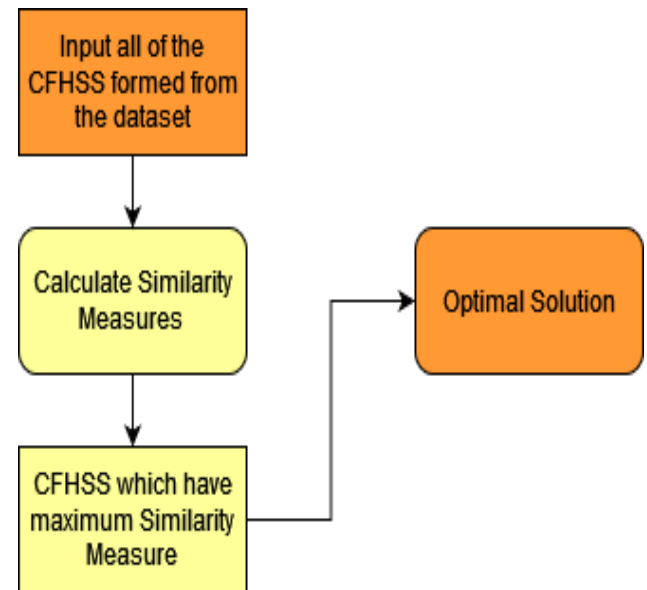 Input all of the
CFHSS formed from
the dataset
Calculate Similarity
Measures
CFHSS which have
maximum Similarity
Measure
Optimal Solution